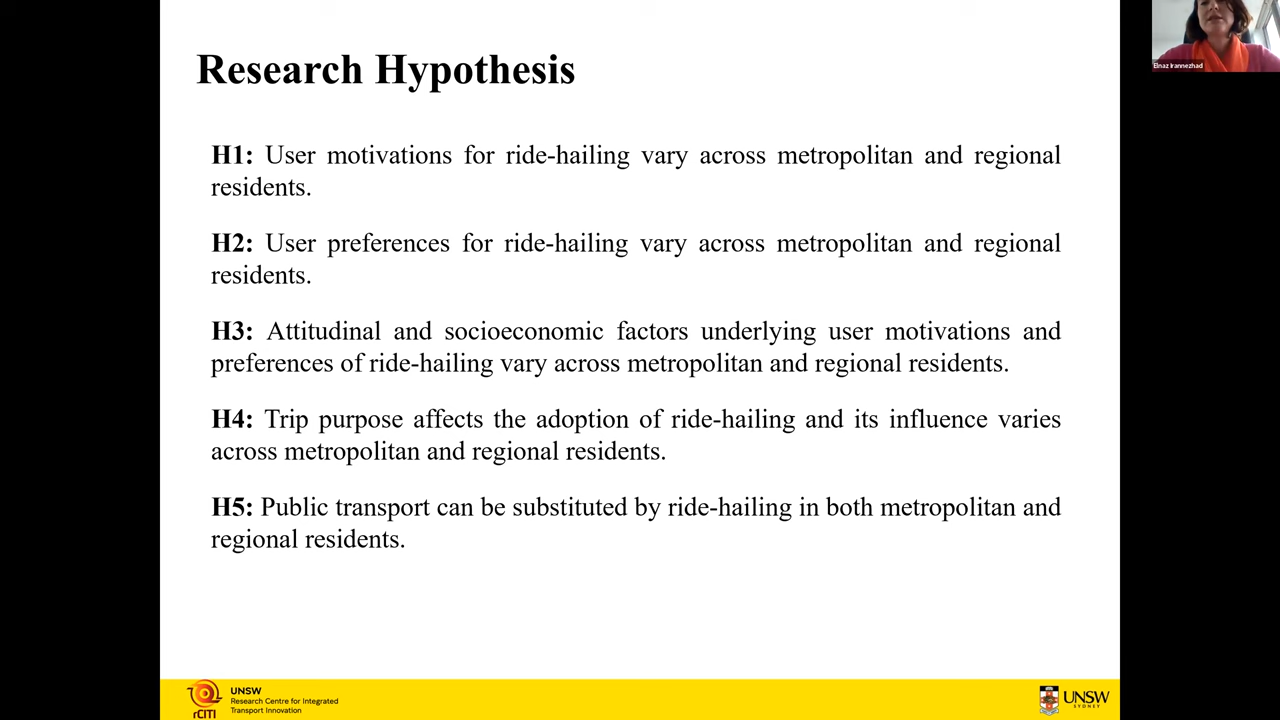 Research Hypothesis
H1: User motivations for ride-hailing vary across metropolitan and regional
residents.
H2: User preferences for ride-hailing vary across metropolitan and regional
residents.
H3: Attitudinal and socioeconomic factors underlying user motivations and
preferences of ride-hailing vary across metropolitan and regional residents.
H4: Trip purpose affects the adoption of ride-hailing and its influence varies
across metropolitan and regional residents.
H5: Public transport can be substituted by ride-hailing in both metropolitan and
regional residents.
Elnaz Irannezhad
rCITI
UNSW
Research Centre for Integrated
Transport Innovation
UNSW
SYDNEY